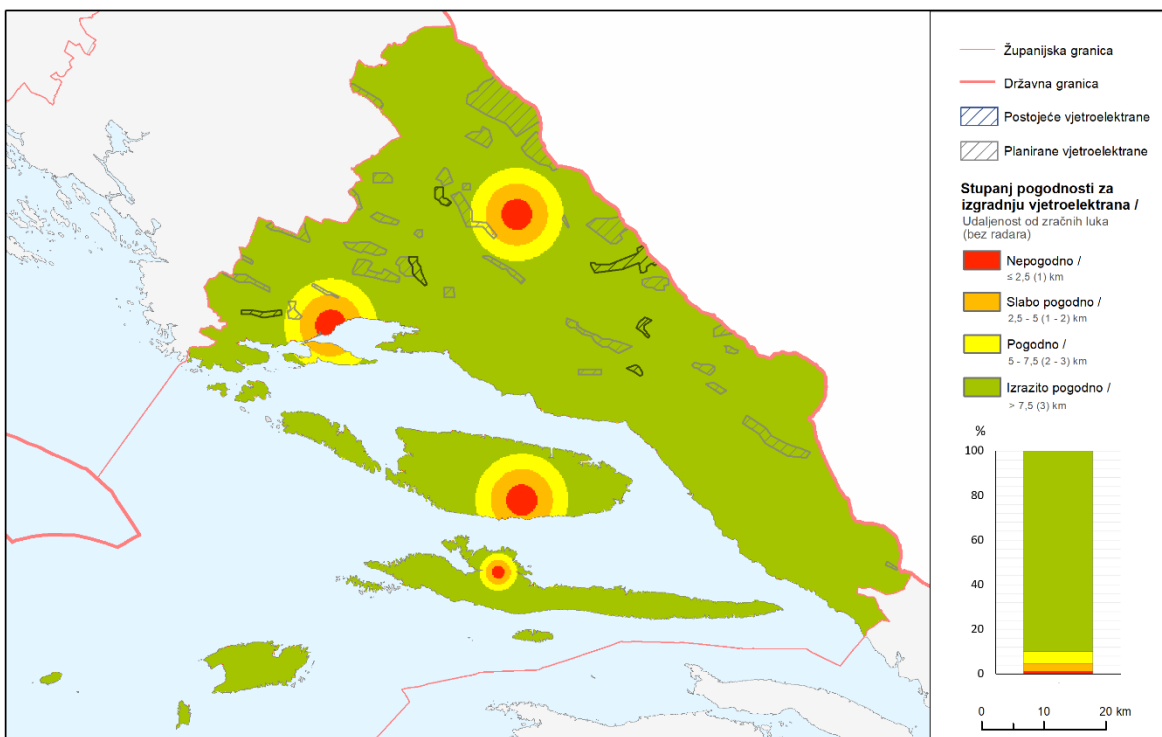 Županijska granica
Državna granica
Postojeće vjetroelektrane
Planirane vjetroelektrane
Stupanj pogodnosti za
izgradnju vjetroelektrana /
Udaljenost od zračnih luka
(bez radara)
Nepogodno /
≤ 2,5 (1) km
Slabo pogodno /
2,5 - 5 (1 - 2) km
Pogodno /
5 - 7,5 (2 - 3) km
Izrazito pogodno /
> 7,5 (3) km
%
100
80
60
40
20
0
0 10 20 km